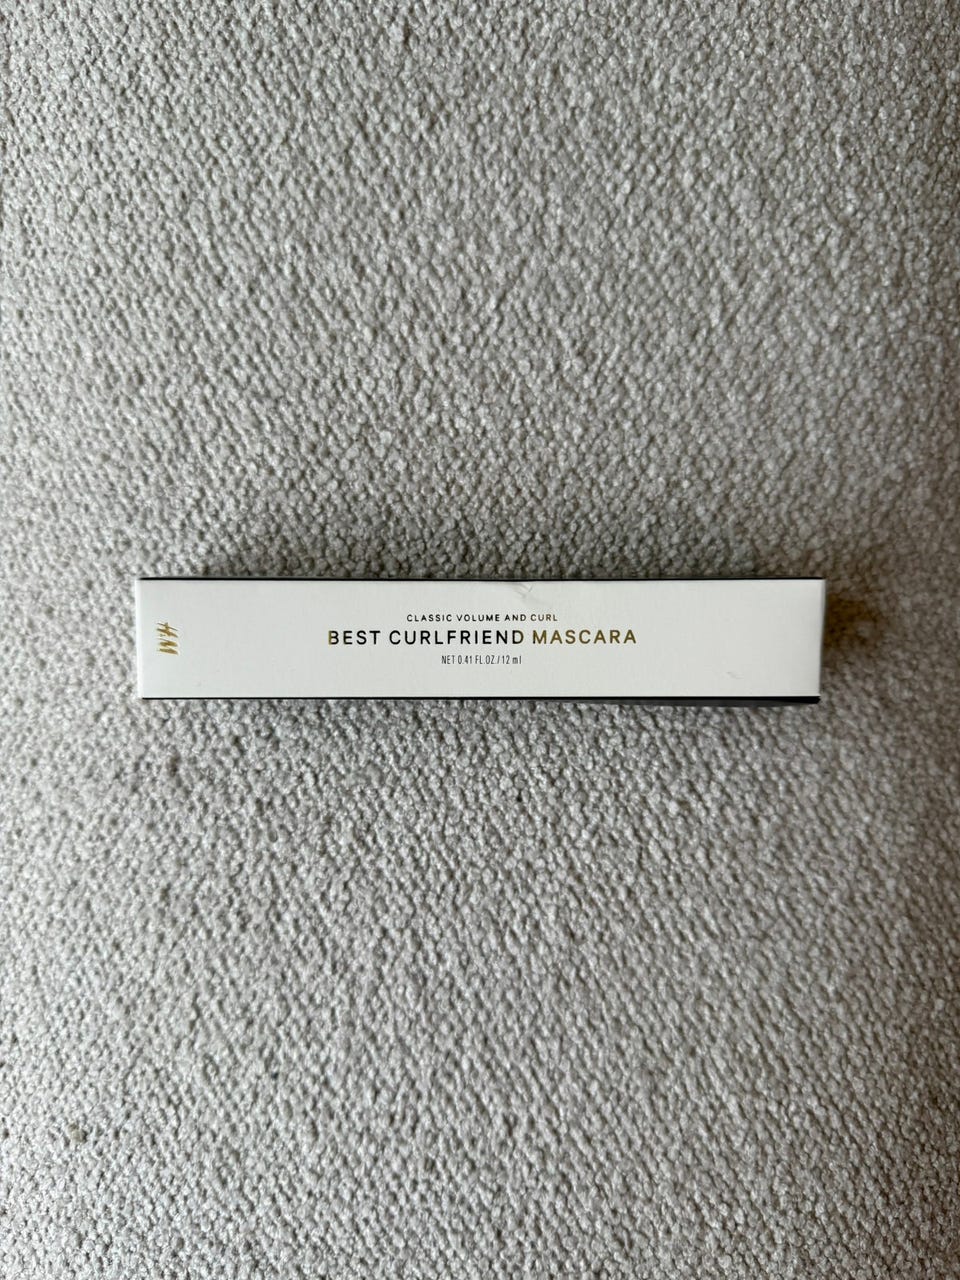 H&M
CLASSIC VOLUME AND CURL
BEST CURLFRIEND MASCARA
NET 0.41 FL.OZ./12 ml